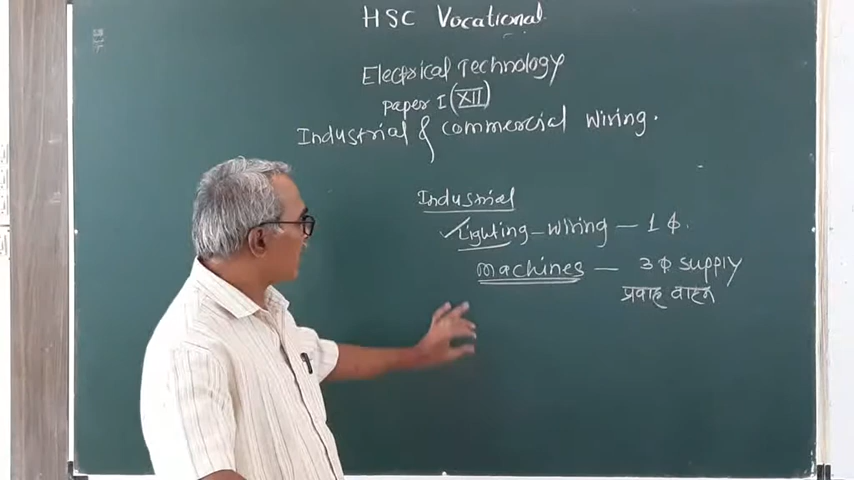 HSC Vocational
Electrical Technology
paper I (XII)
Industrial & commercial wiring.
Industrial
✓Lighting - wiring — 1 ϕ.
machines — 3 ϕ supply
प्रवाह वाहन